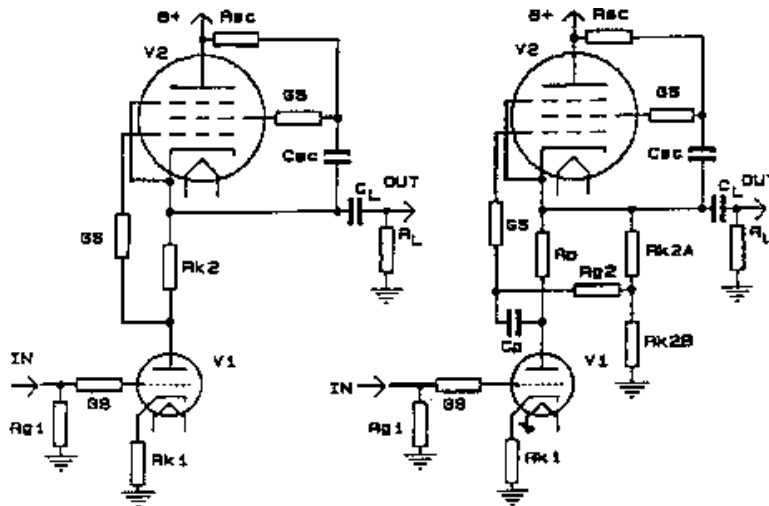 B+ Rsc
V2
GS
Csc
CL OUT
RL
GS
Rk2
IN
V1
GS
Rg1
Rk1
B+ Rsc
V2
GS
Csc
CL OUT
RL
GS
Rp
Rk2A
Rg2
Cp
Rk2B
V1
IN
GS
Rg1
Rk1